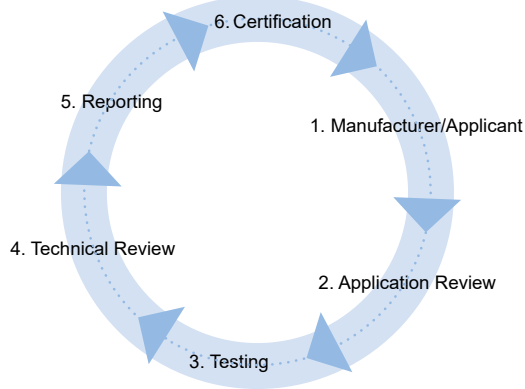 6. Certification
1. Manufacturer/Applicant
2. Application Review
3. Testing
4. Technical Review
5. Reporting